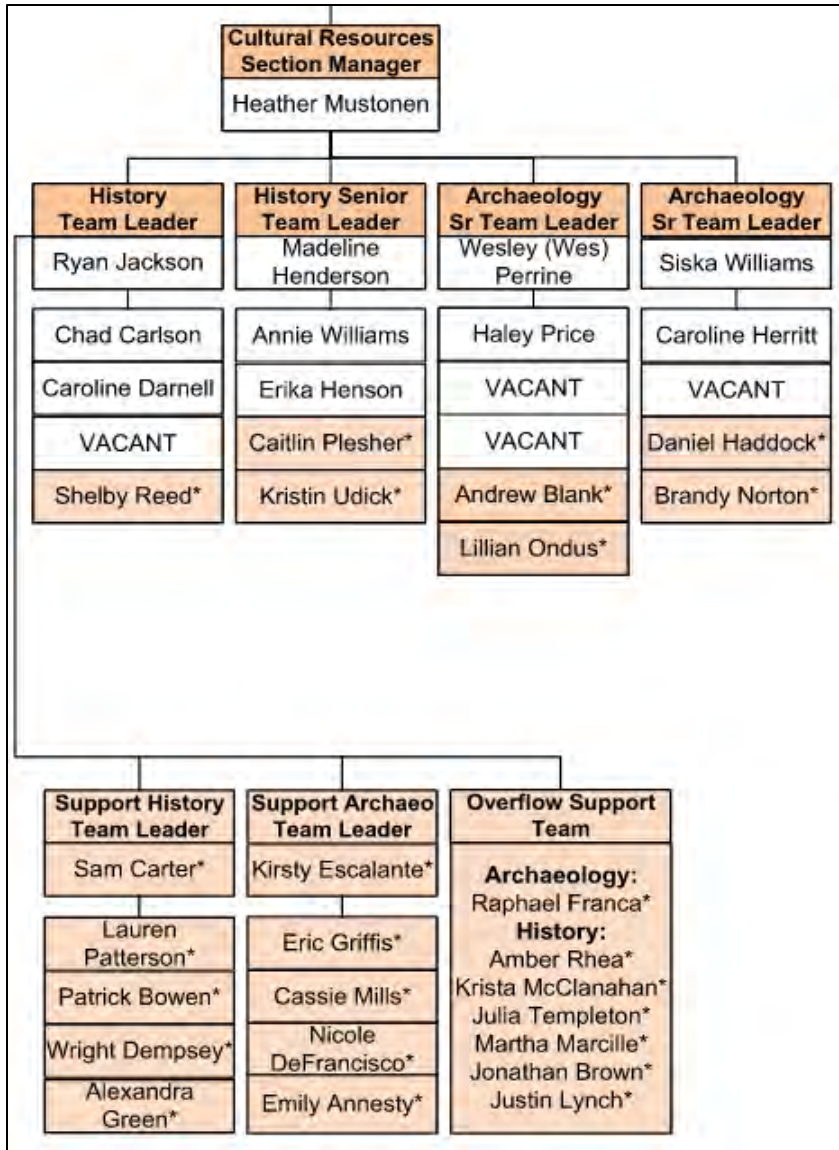 Cultural Resources
Section Manager
Heather Mustonen
History
Team Leader
Ryan Jackson
Chad Carlson
Caroline Darnell
VACANT
Shelby Reed*
History Senior
Team Leader
Madeline
Henderson
Annie Williams
Erika Henson
Caitlin Plesher*
Kristin Udick*
Archaeology
Sr Team Leader
Wesley (Wes)
Perrine
Haley Price
VACANT
VACANT
Andrew Blank*
Lillian Ondus*
Archaeology
Sr Team Leader
Siska Williams
Caroline Herritt
VACANT
Daniel Haddock*
Brandy Norton*
Support History
Team Leader
Sam Carter*
Lauren
Patterson*
Patrick Bowen*
Wright Dempsey*
Alexandra
Green*
Support Archaeo
Team Leader
Kirsty Escalante*
Eric Griffis*
Cassie Mills*
Nicole
DeFrancisco*
Emily Annesty*
Overflow Support
Team
Archaeology:
Raphael Franca*
History:
Amber Rhea*
Krista McClanahan*
Julia Templeton*
Martha Marcille*
Jonathan Brown*
Justin Lynch*